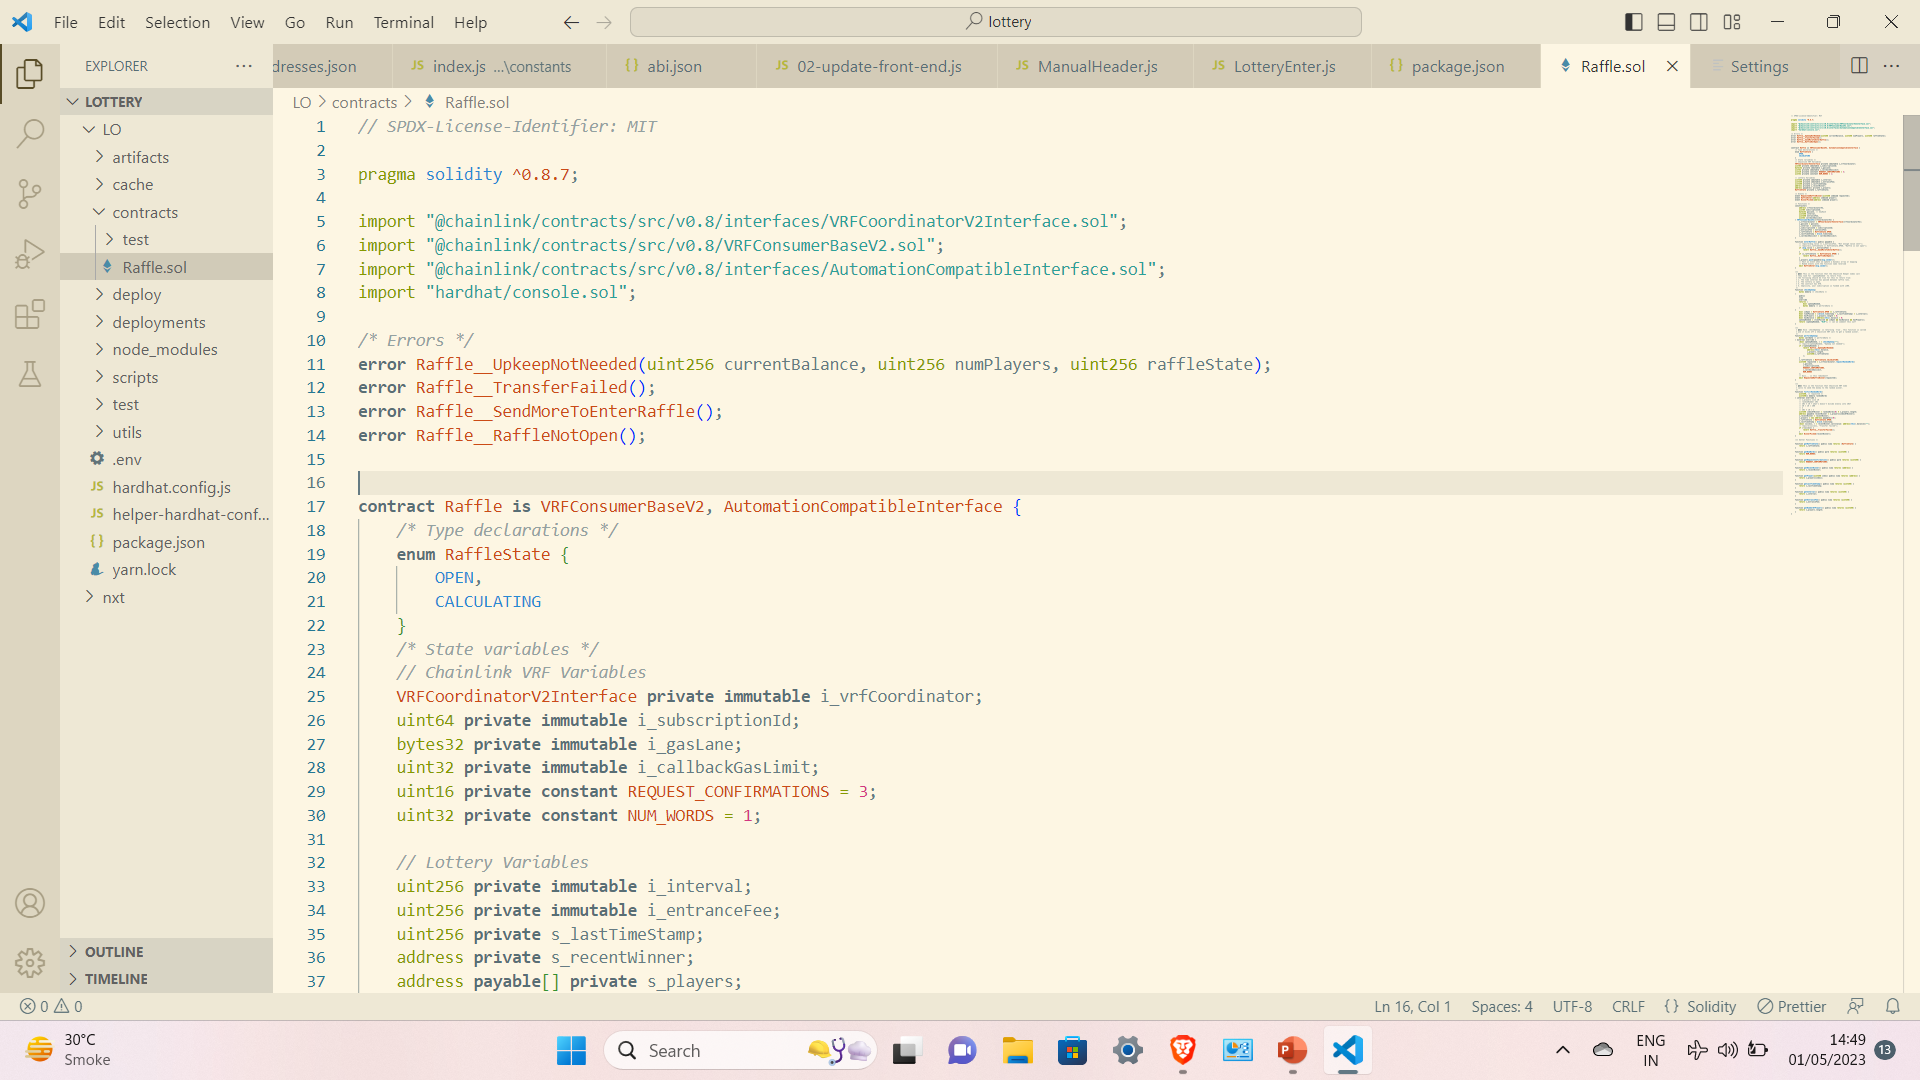 File Edit Selection View Go Run Terminal Help
lottery
EXPLORER
dresses.json
index.js ...\constants
abi.json
02-update-front-end.js
ManualHeader.js
LotteryEnter.js
package.json
Raffle.sol
Settings
LOTTERY
LO
artifacts
cache
contracts
test
Raffle.sol
deploy
deployments
node_modules
scripts
test
utils
.env
hardhat.config.js
helper-hardhat-conf...
package.json
yarn.lock
nxt
OUTLINE
TIMELINE
LO > contracts > Raffle.sol
1 // SPDX-License-Identifier: MIT
2
3 pragma solidity ^0.8.7;
4
5 import "@chainlink/contracts/src/v0.8/interfaces/VRFCoordinatorV2Interface.sol";
6 import "@chainlink/contracts/src/v0.8/VRFConsumerBaseV2.sol";
7 import "@chainlink/contracts/src/v0.8/interfaces/AutomationCompatibleInterface.sol";
8 import "hardhat/console.sol";
9
10 /* Errors */
11 error Raffle__UpkeepNotNeeded(uint256 currentBalance, uint256 numPlayers, uint256 raffleState);
12 error Raffle__TransferFailed();
13 error Raffle__SendMoreToEnterRaffle();
14 error Raffle__RaffleNotOpen();
15
16
17 contract Raffle is VRFConsumerBaseV2, AutomationCompatibleInterface {
18 /* Type declarations */
19 enum RaffleState {
20 OPEN,
21 CALCULATING
22 }
23 /* State variables */
24 // Chainlink VRF Variables
25 VRFCoordinatorV2Interface private immutable i_vrfCoordinator;
26 uint64 private immutable i_subscriptionId;
27 bytes32 private immutable i_gasLane;
28 uint32 private immutable i_callbackGasLimit;
29 uint16 private constant REQUEST_CONFIRMATIONS = 3;
30 uint32 private constant NUM_WORDS = 1;
31
32 // Lottery Variables
33 uint256 private immutable i_interval;
34 uint256 private immutable i_entranceFee;
35 uint256 private s_lastTimeStamp;
36 address private s_recentWinner;
37 address payable[] private s_players;
0 0
Ln 16, Col 1 Spaces: 4 UTF-8 CRLF {} Solidity Prettier
30°C
Smoke
Search
ENG
IN
14:49
01/05/2023
13